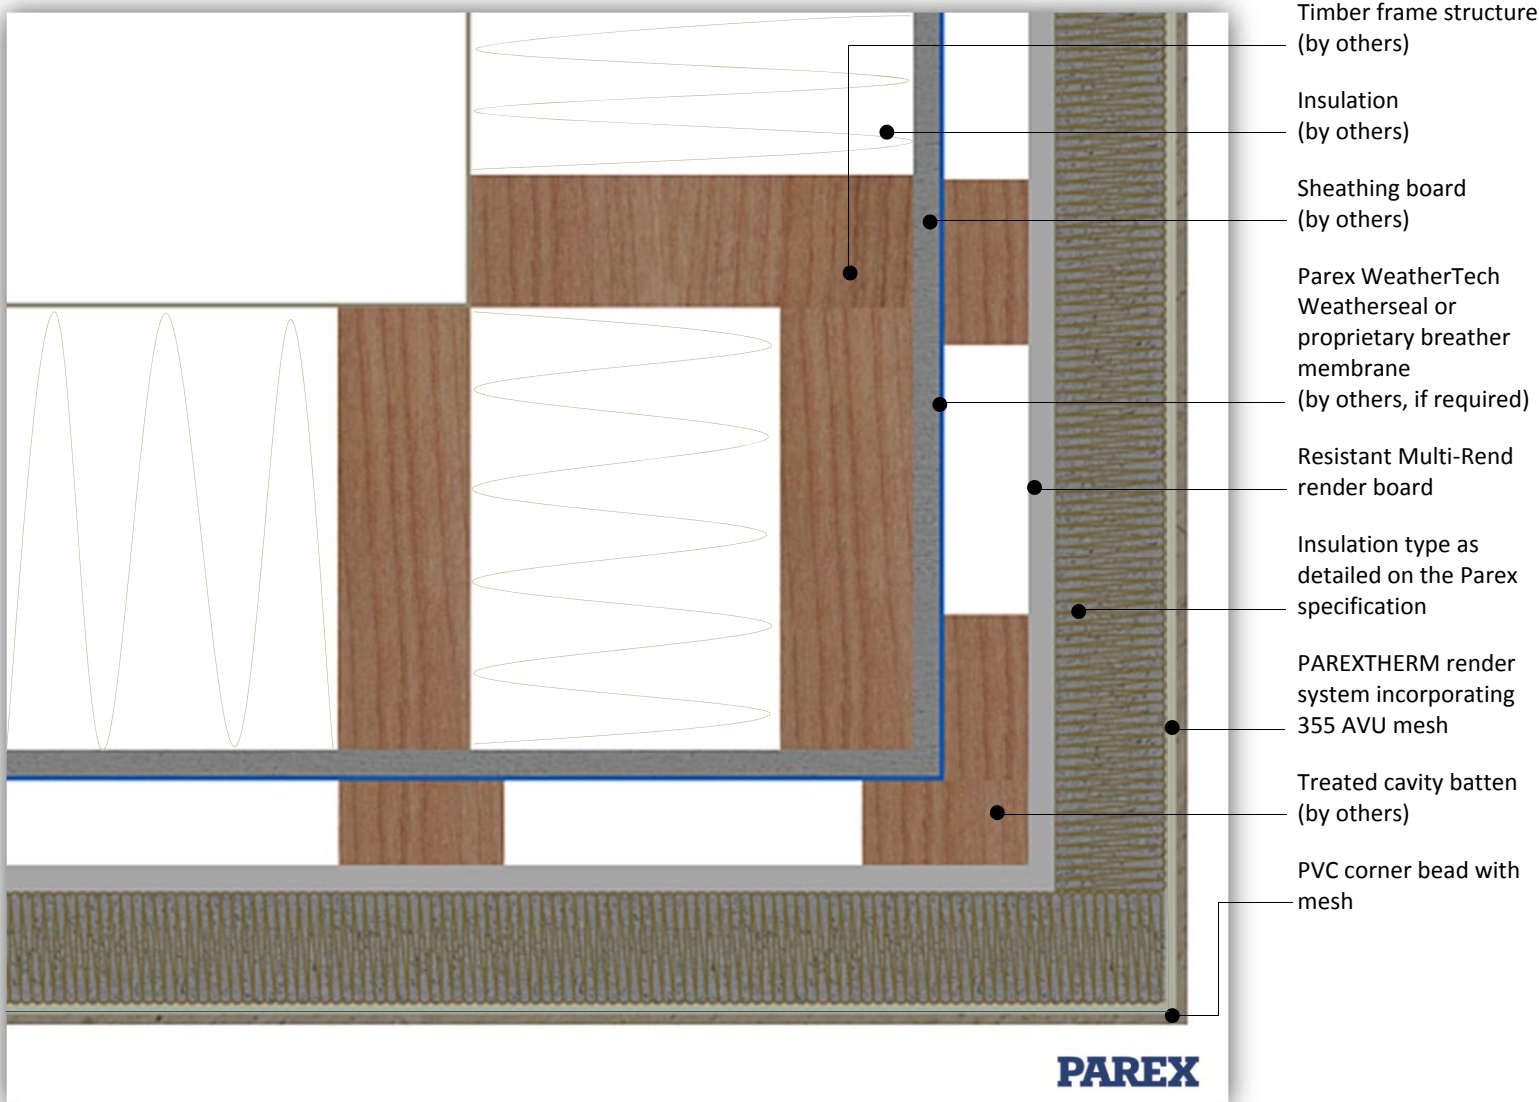 Timber frame structure
(by others)
Insulation
(by others)
Sheathing board
(by others)
Parex WeatherTech
Weatherseal or
proprietary breather
membrane
(by others, if required)
Resistant Multi-Rend
render board
Insulation type as
detailed on the Parex
specification
PAREXTHERM render
system incorporating
355 AVU mesh
Treated cavity batten
(by others)
PVC corner bead with
mesh
PAREX